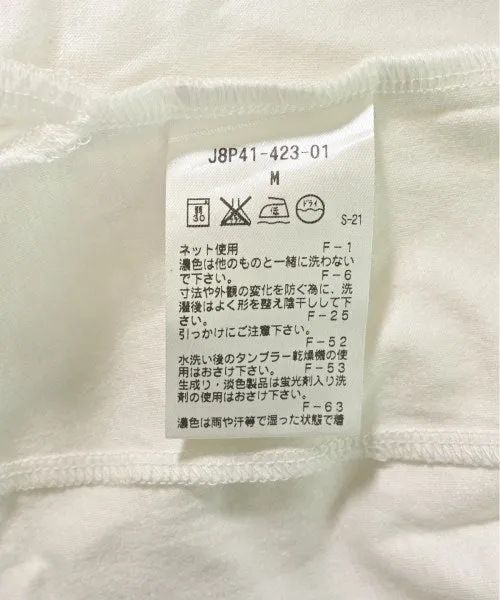 J8P41-423-01
M
30 低 ドライ
S-21
ネット使用 F-1
濃色は他のものと一緒に洗わない
で下さい。 F-6
寸法や外観の変化を防ぐ為に、洗
濯後はよく形を整え陰干しして下
さい。 F-25
引っかけにご注意下さい。
F-52
水洗い後のタンブラー乾燥機の使
用はおさけ下さい。 F-53
生成り・淡色製品は蛍光剤入り洗
剤の使用はおさけ下さい。
F-63
濃色は雨や汗等で湿った状態で着